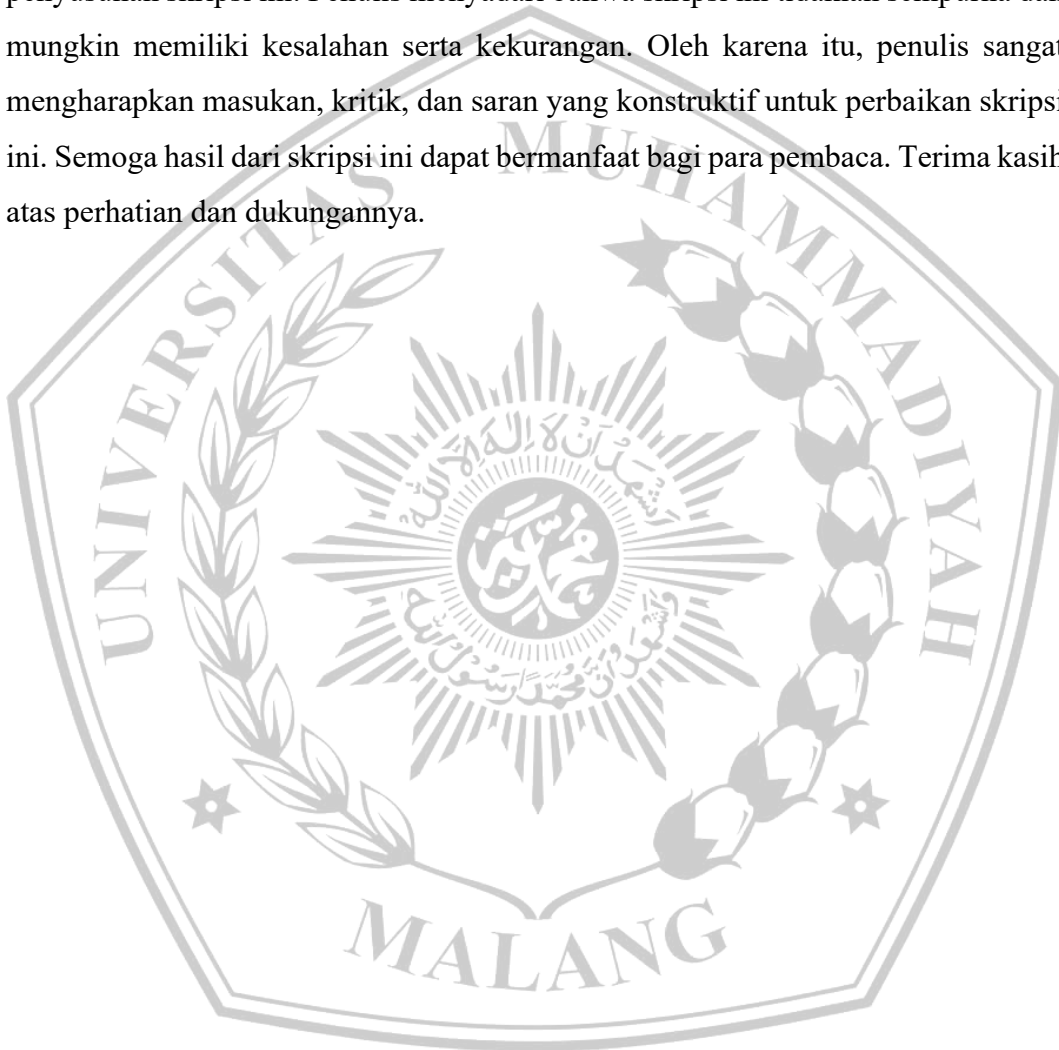 penyusunan skripsi ini. Penulis menyadari bahwa skripsi ini tidaklah sempurna dan
mungkin memiliki kesalahan serta kekurangan. Oleh karena itu, penulis sangat
mengharapkan masukan, kritik, dan saran yang konstruktif untuk perbaikan skripsi
ini. Semoga hasil dari skripsi ini dapat bermanfaat bagi para pembaca. Terima kasih
atas perhatian dan dukungannya.
UNIVERSITAS MUHAMMADIYAH
MALANG